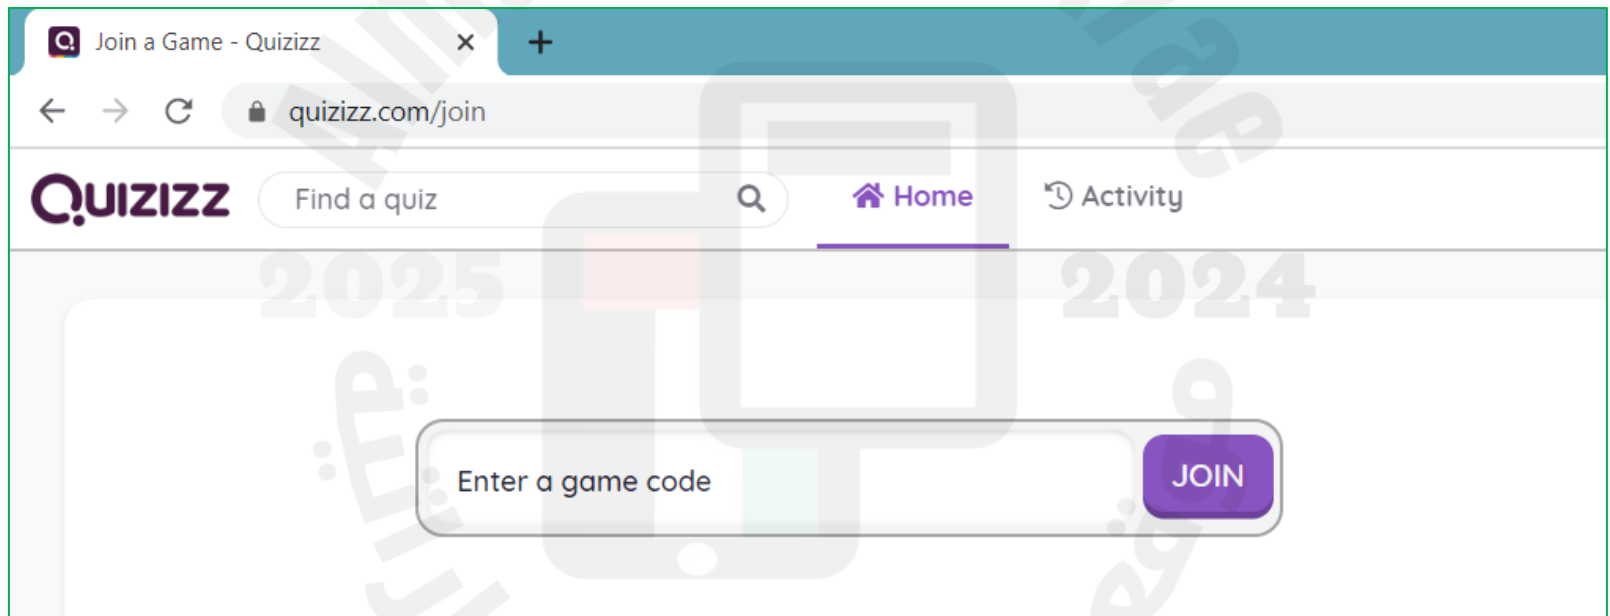 Join a Game - Quizizz
quizizz.com/join
QUIZIZZ
Find a quiz
Home
Activity
2025
2024
Enter a game code
JOIN